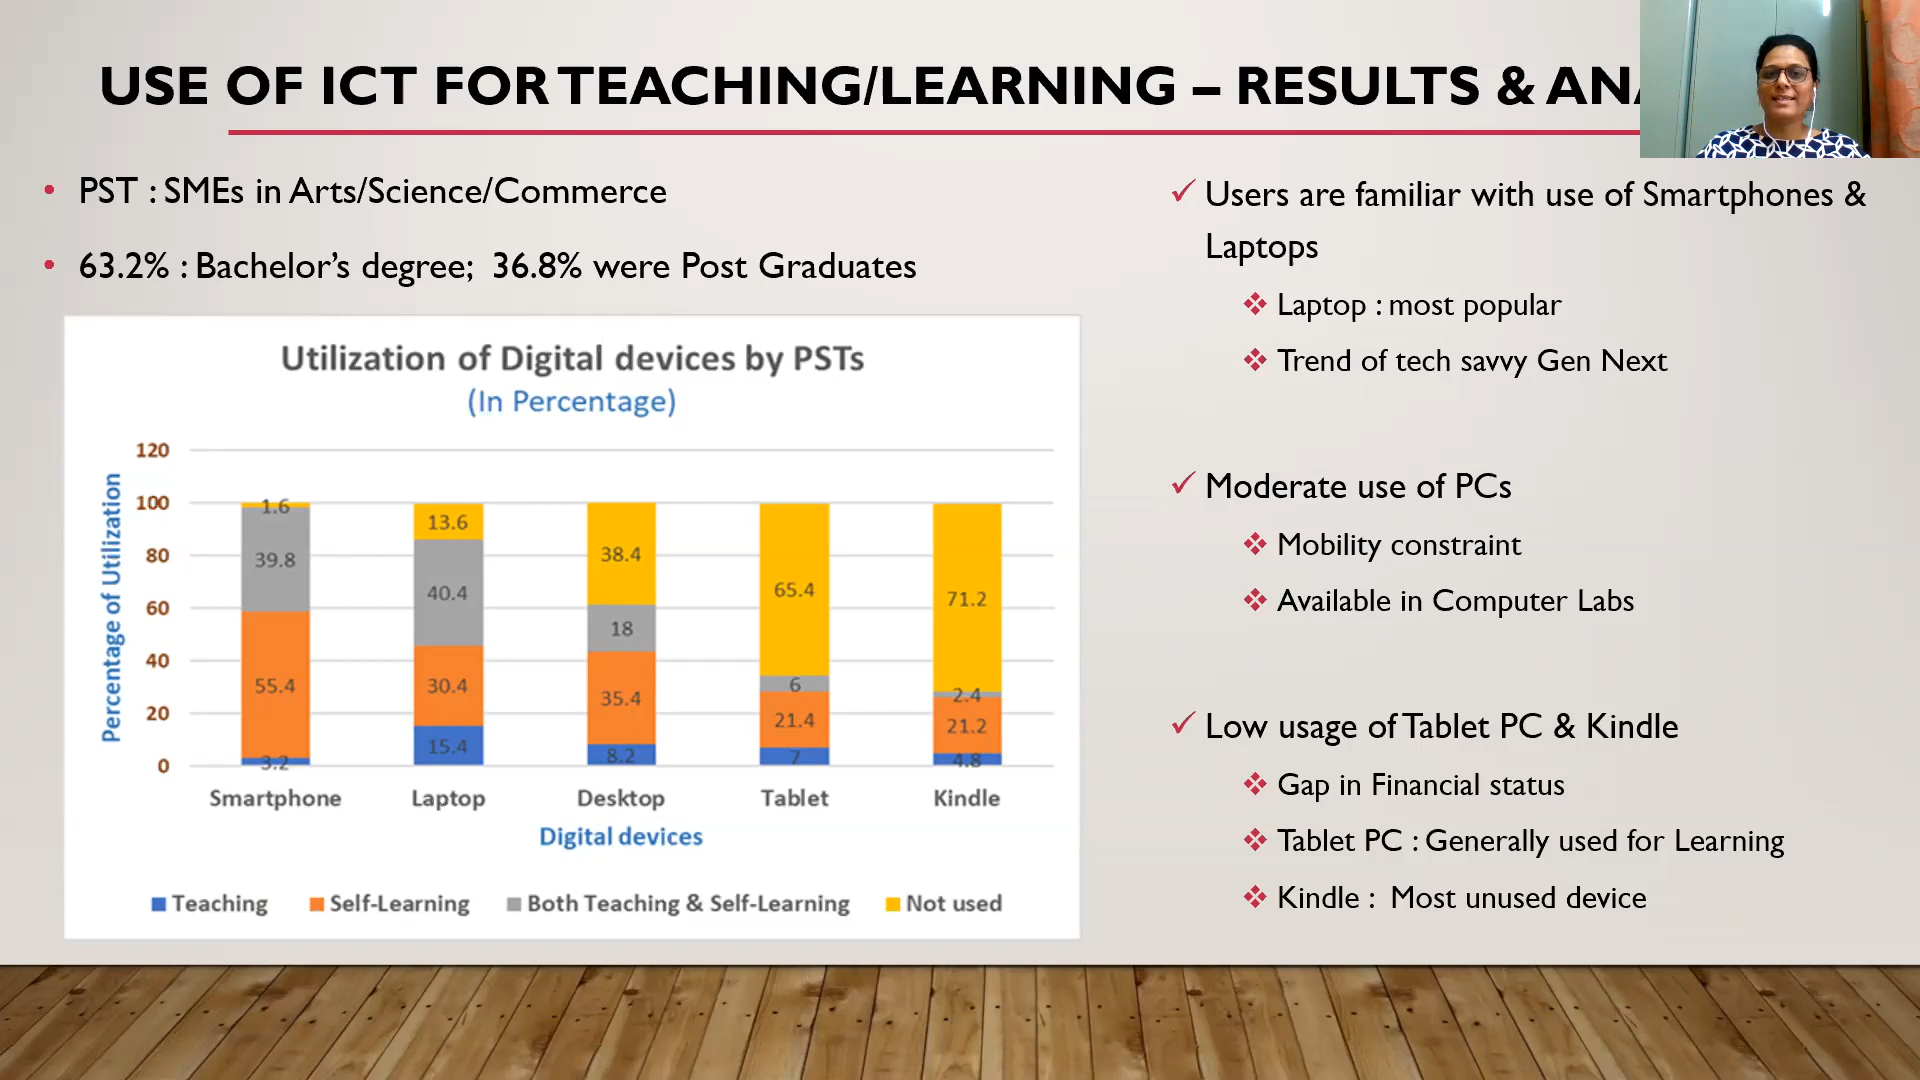 USE OF ICT FOR TEACHING/LEARNING – RESULTS & ANA
• PST : SMEs in Arts/Science/Commerce
• 63.2% : Bachelor's degree; 36.8% were Post Graduates
Utilization of Digital devices by PSTs
(In Percentage)
Percentage of Utilization
120
100
80
60
40
20
0
1.6
39.8
55.4
3.2
13.6
40.4
30.4
15.4
38.4
18
35.4
8.2
65.4
6
21.4
7
71.2
2.4
21.2
4.8
Smartphone Laptop Desktop Tablet Kindle
Digital devices
Teaching Self-Learning Both Teaching & Self-Learning Not used
✓ Users are familiar with use of Smartphones &
Laptops
❖ Laptop : most popular
❖ Trend of tech savvy Gen Next
✓ Moderate use of PCs
❖ Mobility constraint
❖ Available in Computer Labs
✓ Low usage of Tablet PC & Kindle
❖ Gap in Financial status
❖ Tablet PC : Generally used for Learning
❖ Kindle : Most unused device